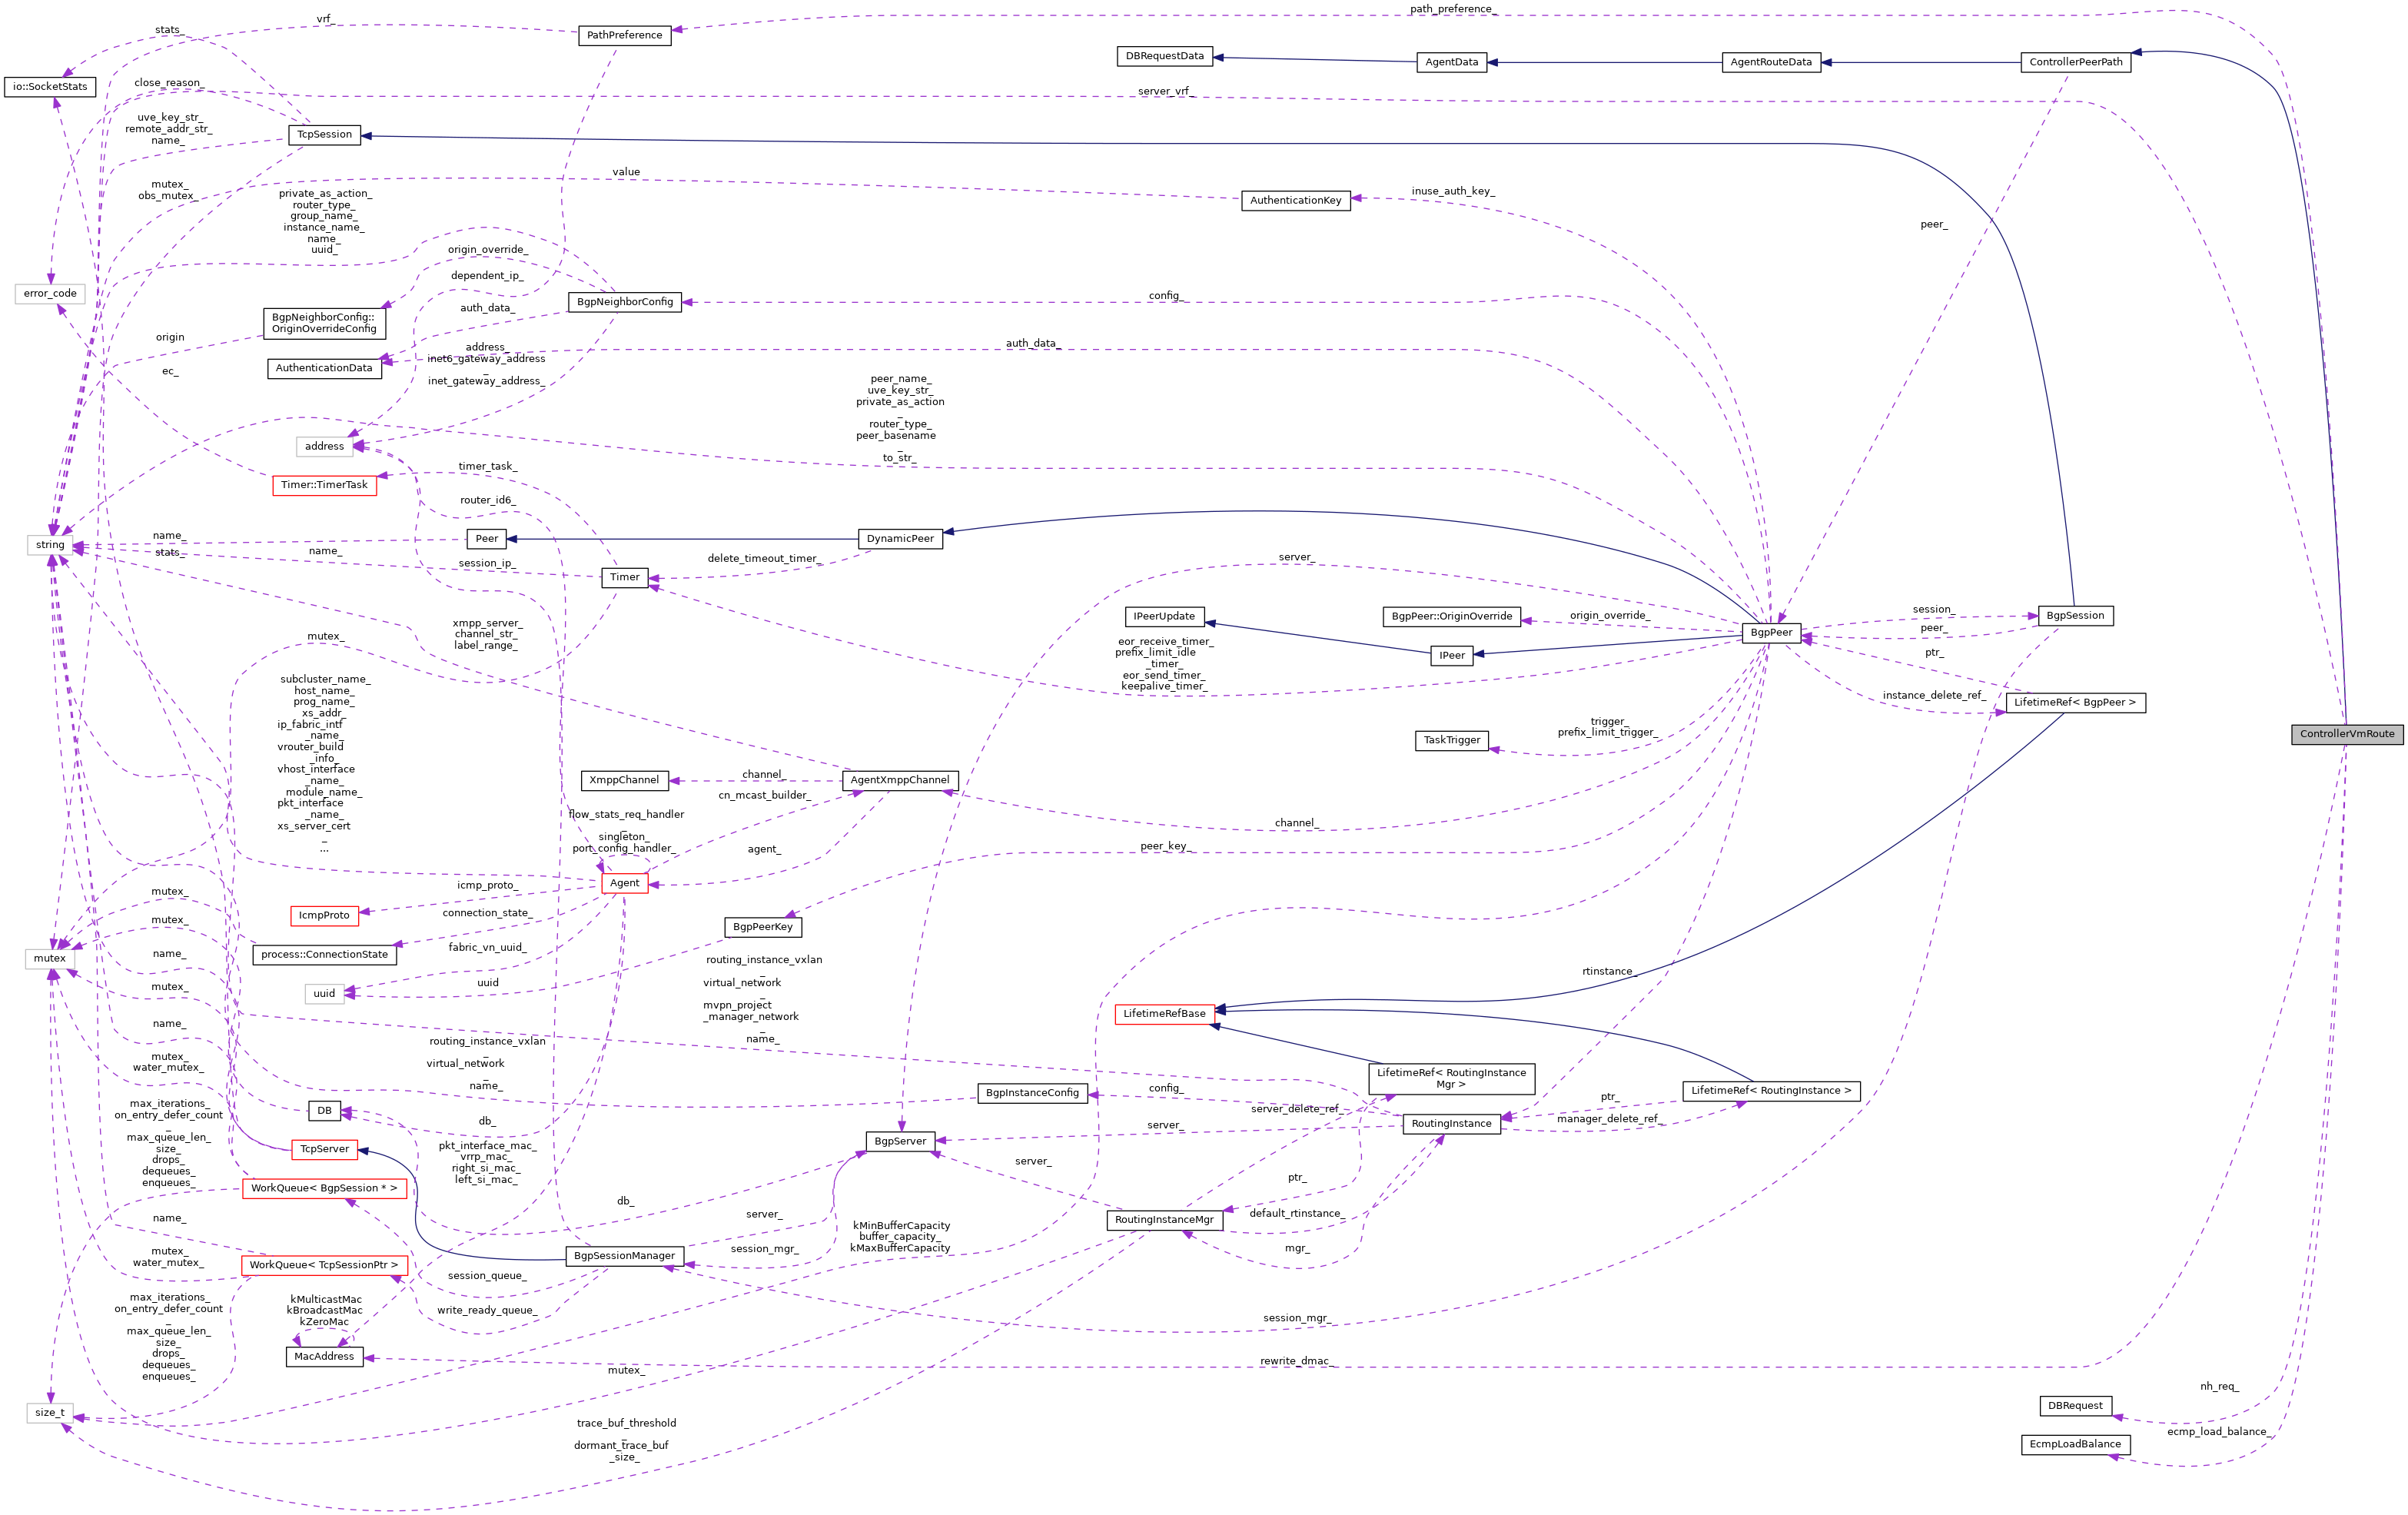 path_preference_
vrf_
stats_
PathPreference
DBRequestData
AgentData
AgentRouteData
ControllerPeerPath
io::SocketStats
close_reason_
server_vrf_
uve_key_str_
remote_addr_str_
name_
TcpSession
value
mutex_
obs_mutex_
private_as_action_
router_type_
group_name_
instance_name_
name_
uuid_
AuthenticationKey
inuse_auth_key_
peer_
origin_override_
dependent_ip_
error_code
BgpNeighborConfig
config_
auth_data_
BgpNeighborConfig::
OriginOverrideConfig
origin
address_
inet6_gateway_address
_
inet_gateway_address_
auth_data_
AuthenticationData
ec_
peer_name_
uve_key_str_
private_as_action
_
router_type_
peer_basename
_
to_str_
address
timer_task_
Timer::TimerTask
router_id6_
string
name_
stats_
Peer
name_
DynamicPeer
session_ip_
delete_timeout_timer_
server_
Timer
IPeerUpdate
BgpPeer::OriginOverride
origin_override_
session_
BgpSession
BgpPeer
peer_
xmpp_server_
channel_str_
label_range_
mutex_
eor_receive_timer_
prefix_limit_idle
_timer_
eor_send_timer_
keepalive_timer_
IPeer
ptr_
instance_delete_ref_
LifetimeRef< BgpPeer >
subcluster_name_
host_name_
prog_name_
xs_addr_
ip_fabric_intf
_name_
vrouter_build
_info_
vhost_interface
_name_
module_name_
pkt_interface
_name_
xs_server_cert
_
...
trigger_
prefix_limit_trigger_
TaskTrigger
ControllerVmRoute
XmppChannel
channel_
AgentXmppChannel
cn_mcast_builder_
flow_stats_req_handler
_
singleton_
port_config_handler_
channel_
agent_
peer_key_
Agent
icmp_proto_
IcmpProto
mutex_
connection_state_
mutex_
BgpPeerKey
fabric_vn_uuid_
process::ConnectionState
mutex
name_
routing_instance_vxlan
_
virtual_network
_
mvpn_project
_manager_network
_
name_
rtinstance_
mutex_
uuid
uuid
LifetimeRefBase
name_
routing_instance_vxlan
_
virtual_network
_
name_
mutex_
water_mutex_
LifetimeRef< RoutingInstance
Mgr >
BgpInstanceConfig
config_
LifetimeRef< RoutingInstance >
ptr_
manager_delete_ref_
max_iterations_
on_entry_defer_count
_
max_queue_len_
size_
drops_
dequeues_
enqueues_
DB
db_
server_delete_ref_
RoutingInstance
server_
BgpServer
TcpServer
pkt_interface_mac_
vrrp_mac_
right_si_mac_
left_si_mac_
server_
ptr_
WorkQueue< BgpSession * >
db_
server_
name_
RoutingInstanceMgr
default_rtinstance_
kMinBufferCapacity
buffer_capacity_
kMaxBufferCapacity
session_mgr_
BgpSessionManager
mgr_
mutex_
water_mutex_
WorkQueue< TcpSessionPtr >
session_queue_
max_iterations_
on_entry_defer_count
_
max_queue_len_
size_
drops_
dequeues_
enqueues_
kMulticastMac
kBroadcastMac
kZeroMac
write_ready_queue_
session_mgr_
MacAddress
rewrite_dmac_
mutex_
nh_req_
size_t
DBRequest
trace_buf_threshold
_
dormant_trace_buf
_size_
ecmp_load_balance_
EcmpLoadBalance